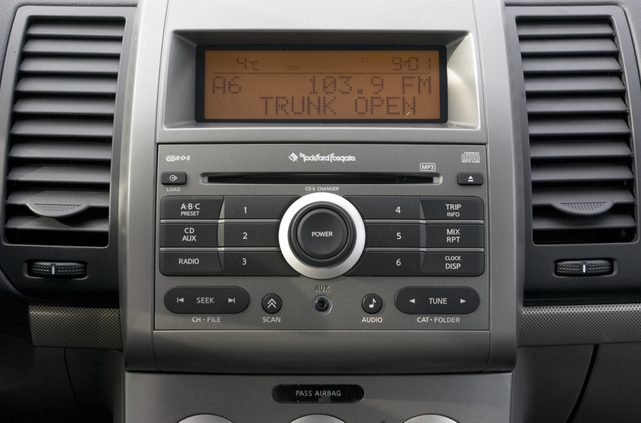 4°C 9:01
A6 103.9 FM
TRUNK OPEN
R·D·S Rockford Fosgate MP3
LOAD CD6 CHANGER
A·B·C PRESET 1 4 TRIP INFO
CD AUX 2 POWER 5 MIX RPT
RADIO 3 6 CLOCK DISP
AUX
SEEK TUNE
CH·FILE SCAN AUDIO CAT·FOLDER
PASS AIRBAG